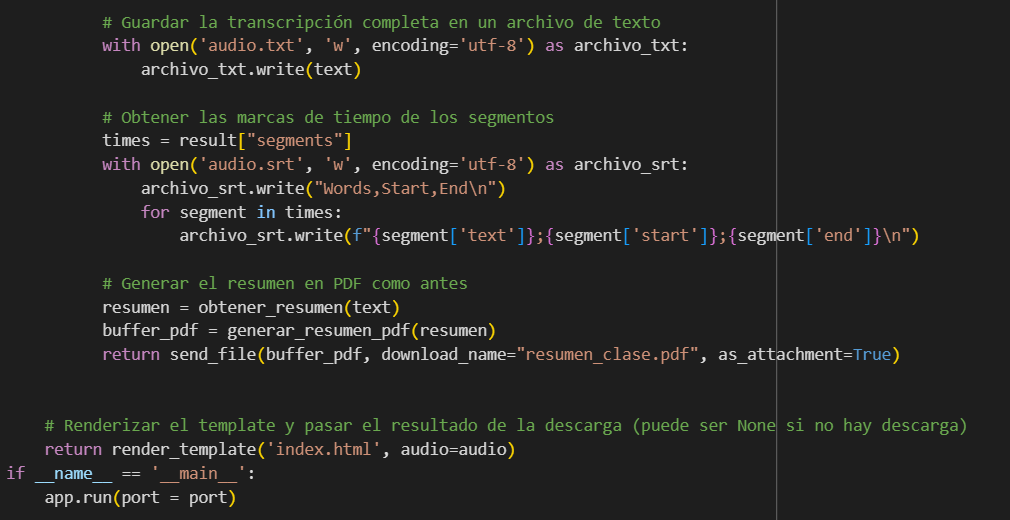 # Guardar la transcripción completa en un archivo de texto
with open('audio.txt', 'w', encoding='utf-8') as archivo_txt:
archivo_txt.write(text)
# Obtener las marcas de tiempo de los segmentos
times = result["segments"]
with open('audio.srt', 'w', encoding='utf-8') as archivo_srt:
archivo_srt.write("Words,Start,End\n")
for segment in times:
archivo_srt.write(f"{segment['text']};{segment['start']};{segment['end']}\n")
# Generar el resumen en PDF como antes
resumen = obtener_resumen(text)
buffer_pdf = generar_resumen_pdf(resumen)
return send_file(buffer_pdf, download_name="resumen_clase.pdf", as_attachment=True)
# Renderizar el template y pasar el resultado de la descarga (puede ser None si no hay descarga)
return render_template('index.html', audio=audio)
if __name__ == '__main__':
app.run(port = port)